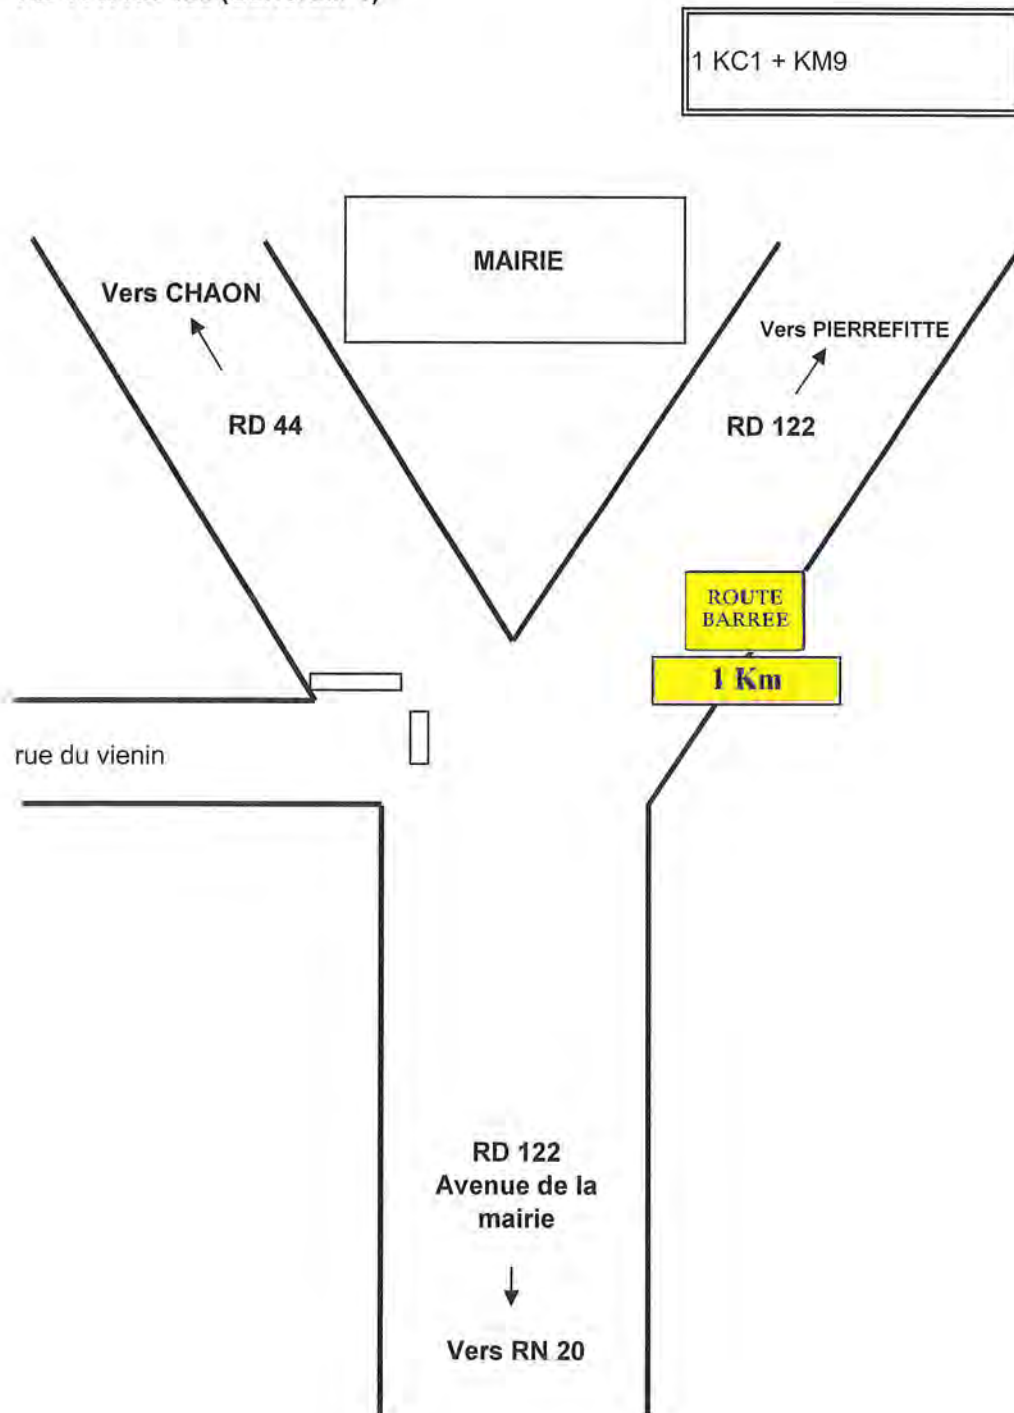 1 KC1 + KM9
MAIRIE
Vers CHAON
Vers PIERREFITTE
RD 44
RD 122
ROUTE
BARREE
1 Km
rue du vienin
RD 122
Avenue de la
mairie
Vers RN 20